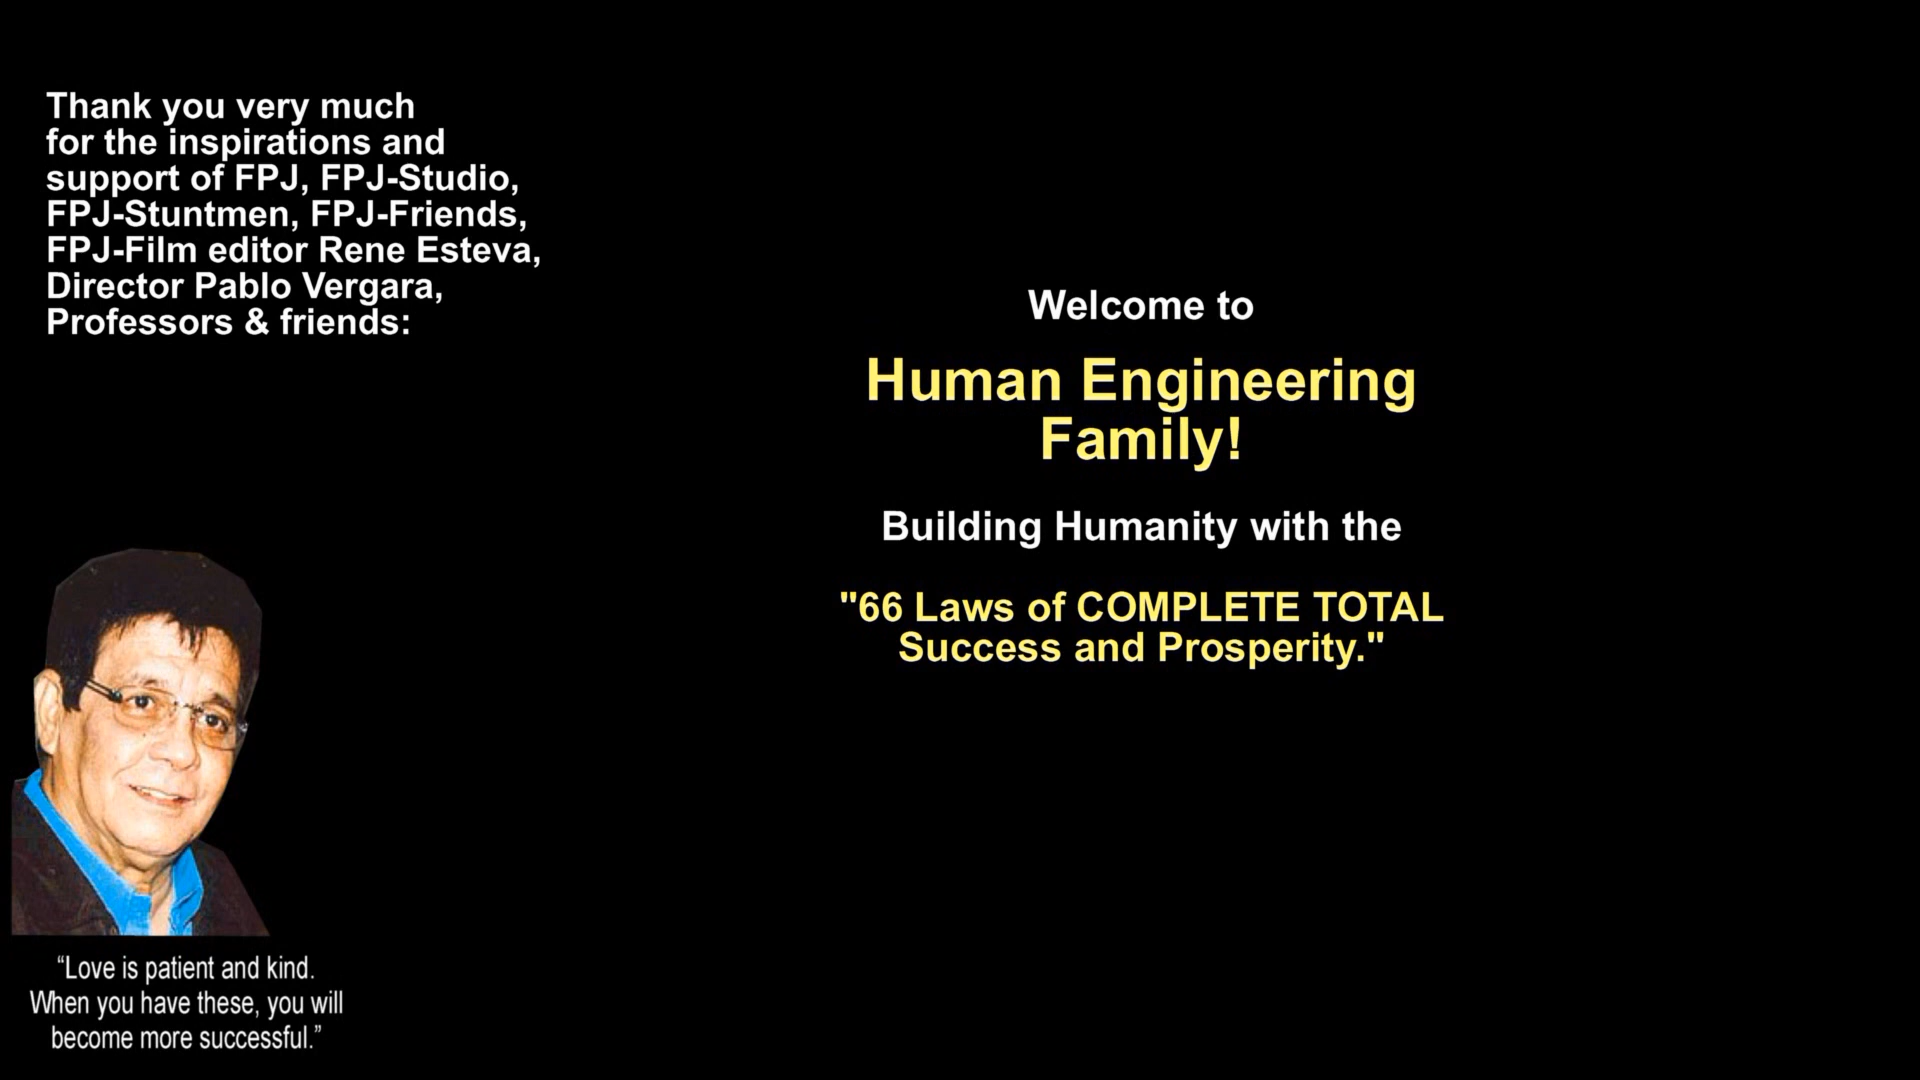 Thank you very much
for the inspirations and
support of FPJ, FPJ-Studio,
FPJ-Stuntmen, FPJ-Friends,
FPJ-Film editor Rene Esteva,
Director Pablo Vergara,
Professors & friends:
Welcome to
Human Engineering
Family!
Building Humanity with the
"66 Laws of COMPLETE TOTAL
Success and Prosperity."
“Love is patient and kind.
When you have these, you will
become more successful.”